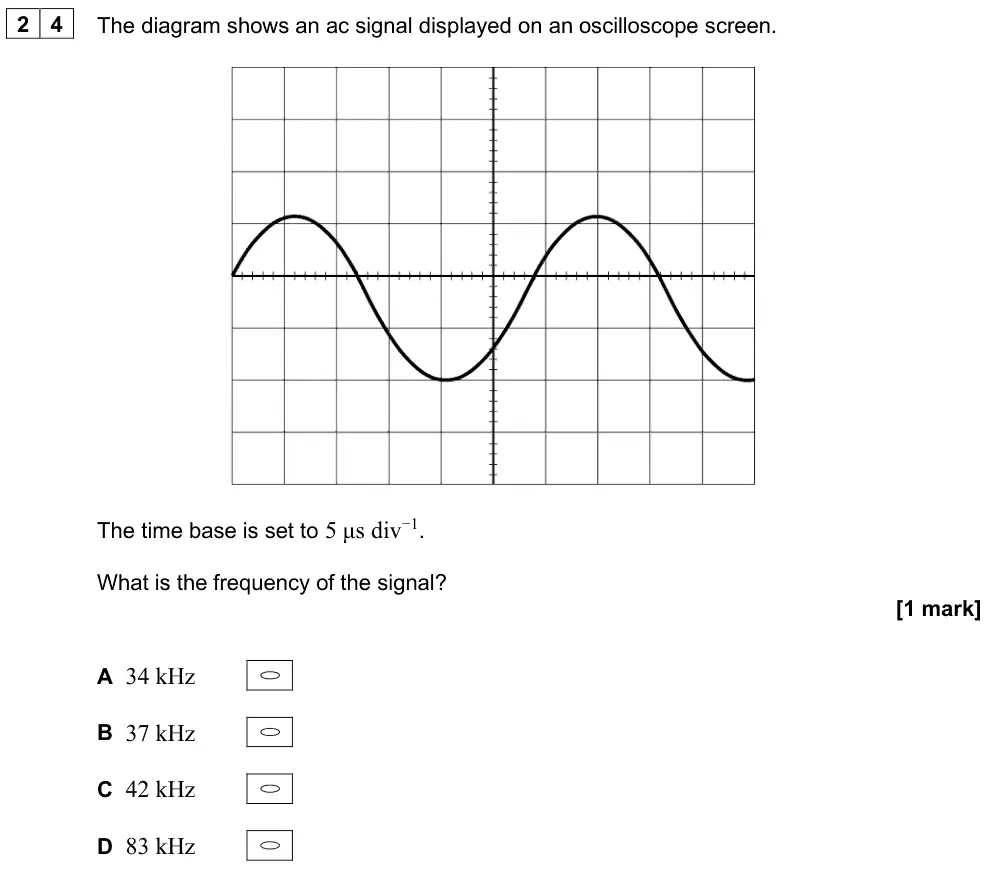 2 4 The diagram shows an ac signal displayed on an oscilloscope screen.
The time base is set to 5 μs div⁻¹.
What is the frequency of the signal?
[1 mark]
A 34 kHz
B 37 kHz
C 42 kHz
D 83 kHz